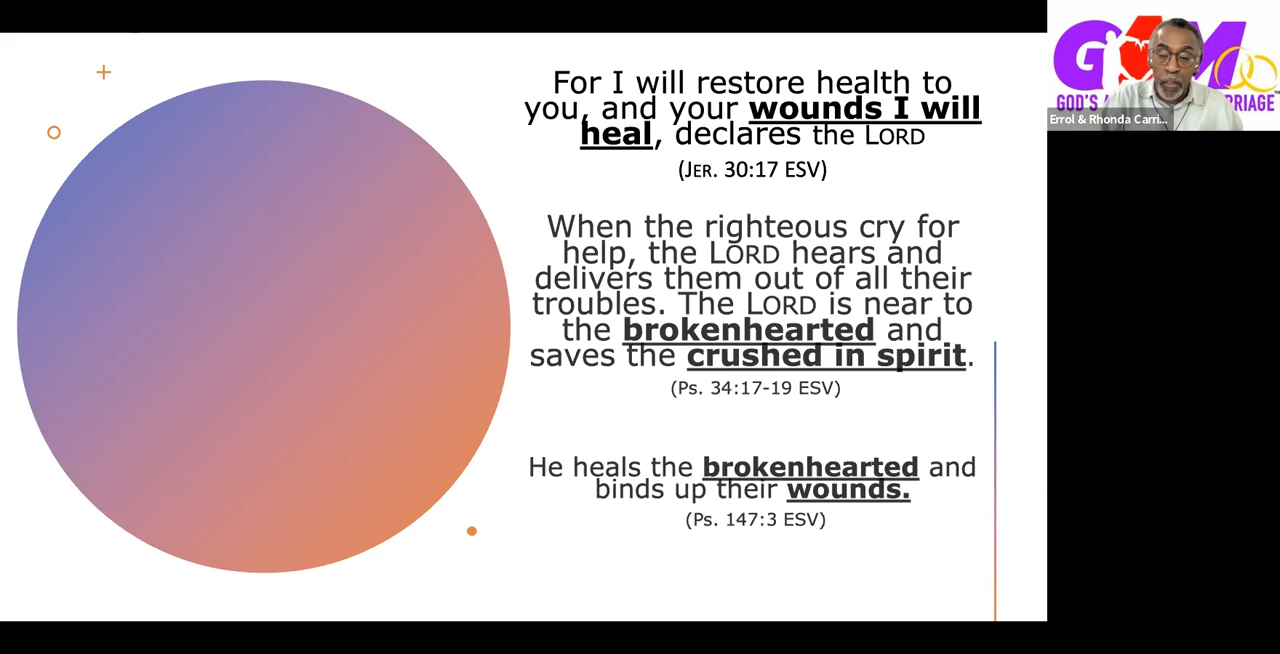 For I will restore health to
you, and your wounds I will
heal, declares the LORD
(JER. 30:17 ESV)
When the righteous cry for
help, the LORD hears and
delivers them out of all their
troubles. The LORD is near to
the brokenhearted and
saves the crushed in spirit.
(Ps. 34:17-19 ESV)
He heals the brokenhearted and
binds up their wounds.
(Ps. 147:3 ESV)
GAM
GOD'S
Errol & Rhonda Carri...